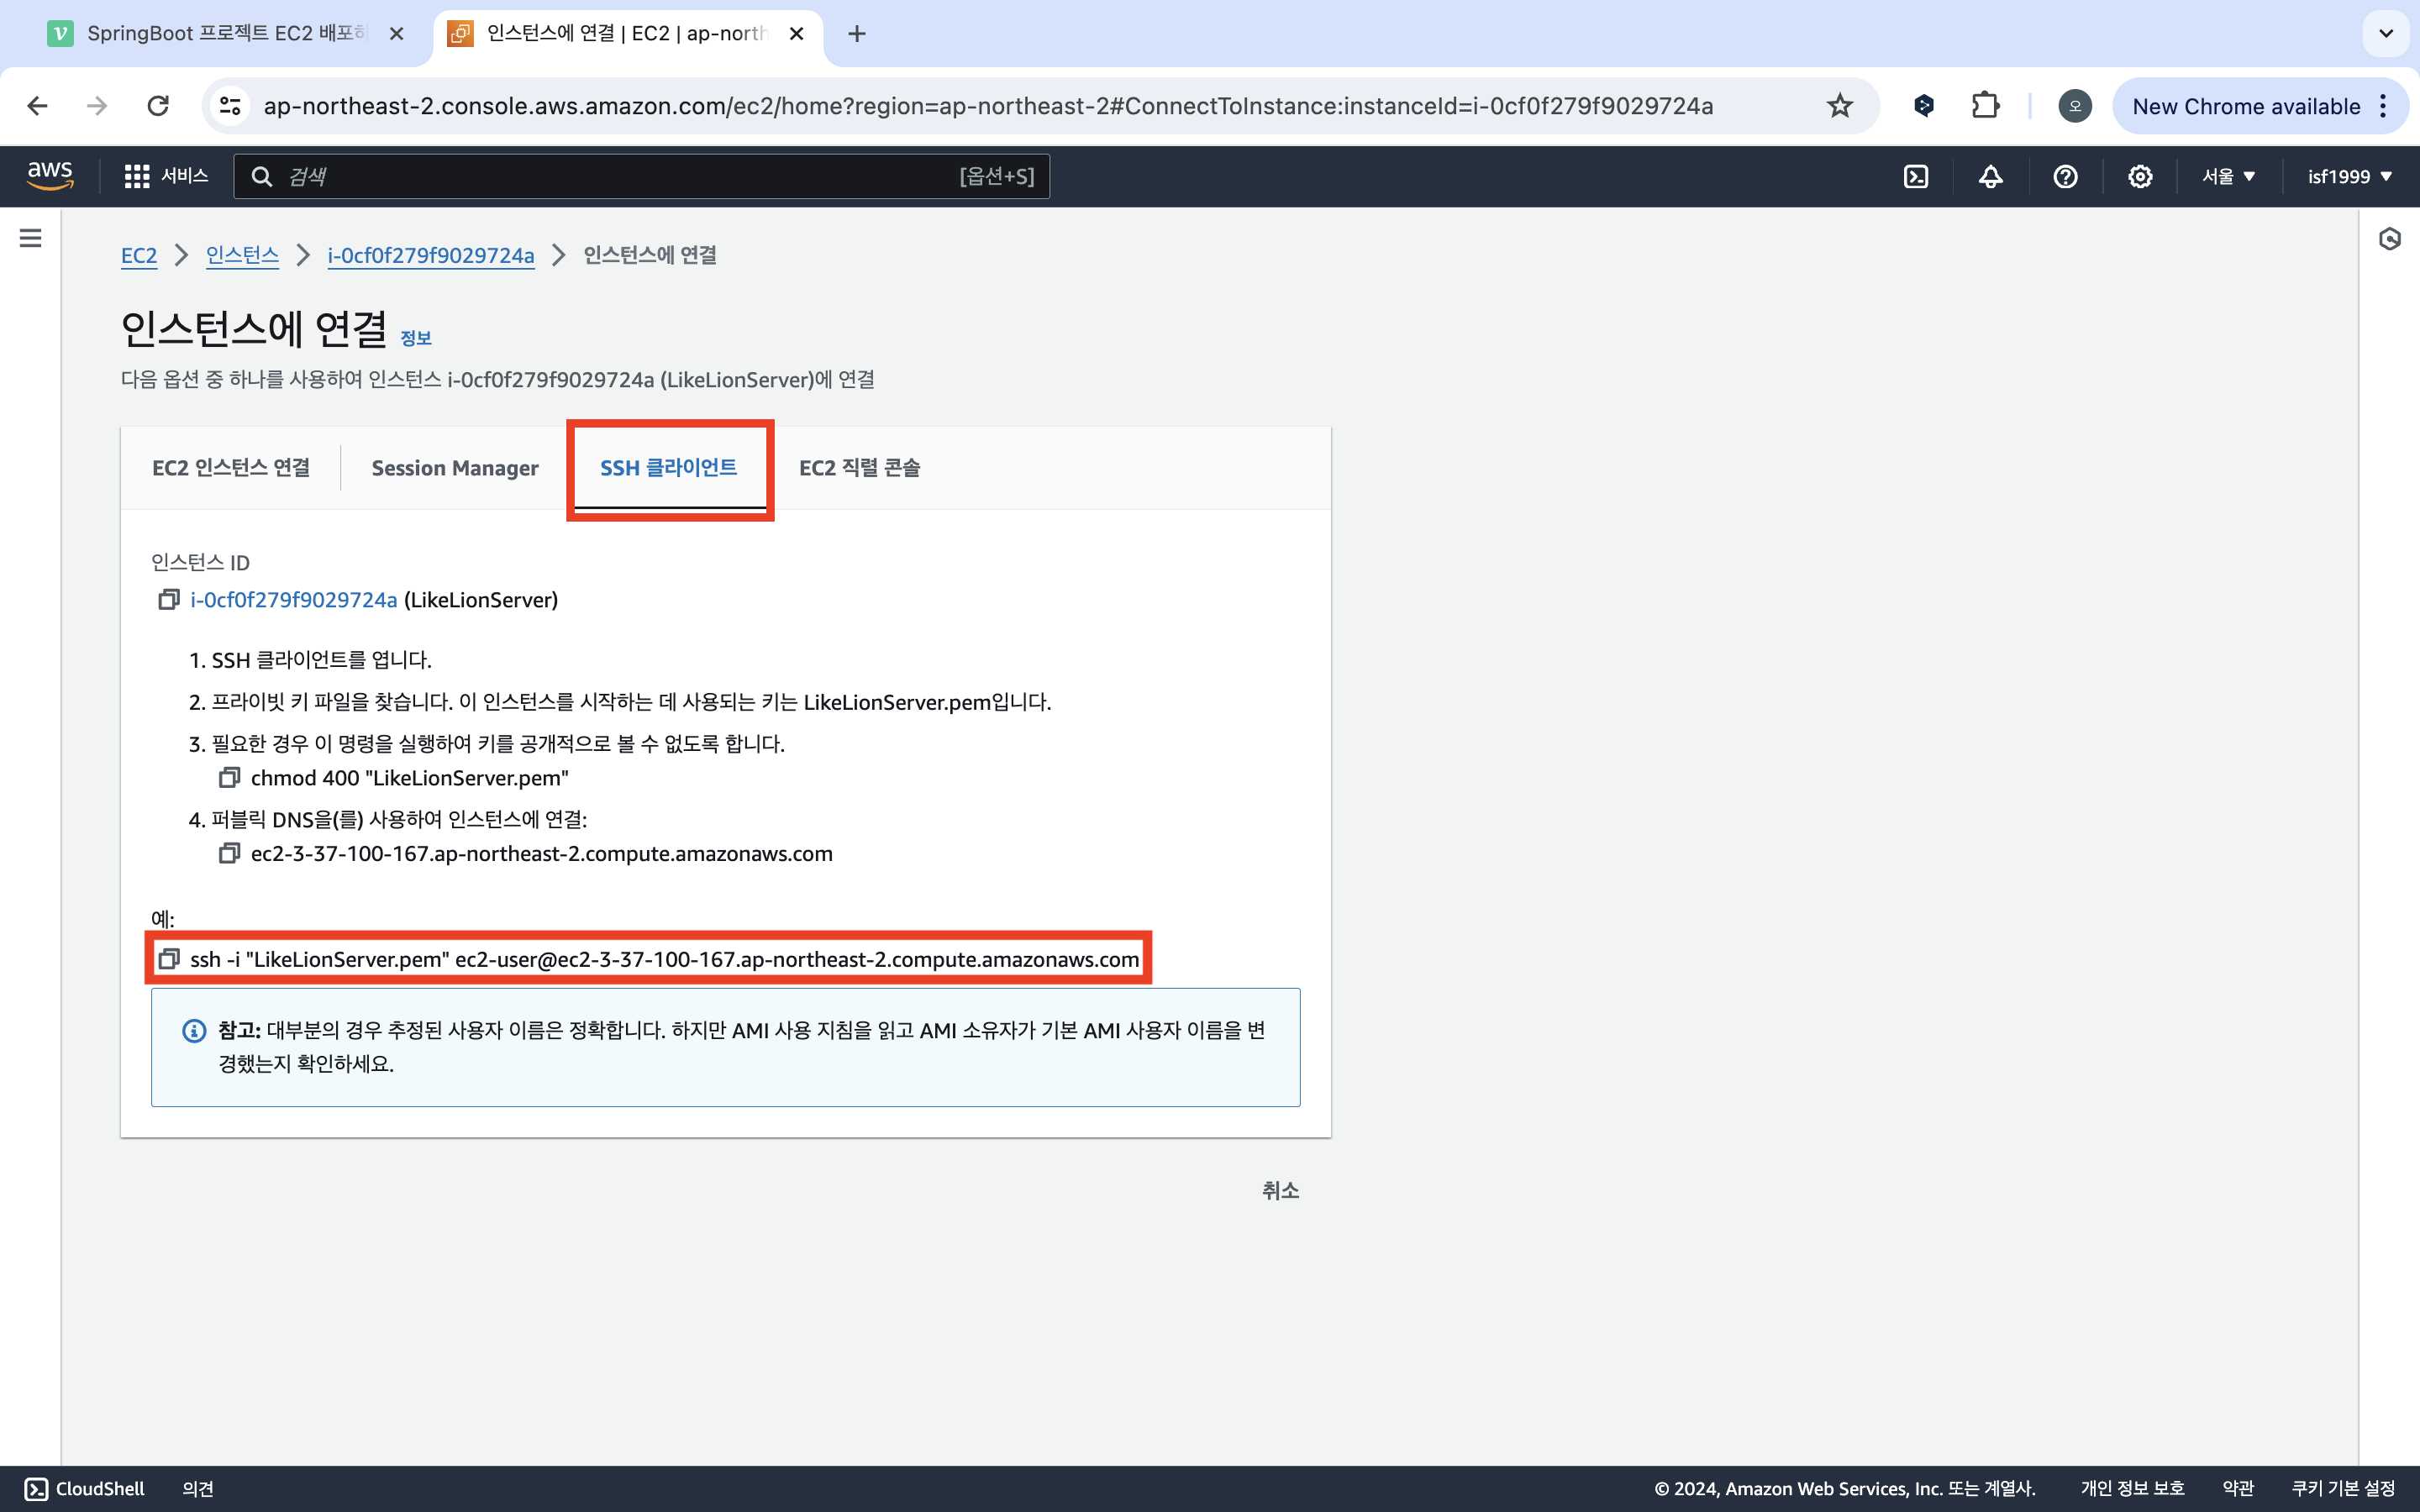 SpringBoot 프로젝트 EC2 배포하
인스턴스에 연결 | EC2 | ap-north
ap-northeast-2.console.aws.amazon.com/ec2/home?region=ap-northeast-2#ConnectToInstance:instanceId=i-0cf0f279f9029724a
오
New Chrome available
aws
서비스
검색
[옵션+S]
서울
isf1999
EC2
인스턴스
i-0cf0f279f9029724a
인스턴스에 연결
인스턴스에 연결 정보
다음 옵션 중 하나를 사용하여 인스턴스 i-0cf0f279f9029724a (LikeLionServer)에 연결
EC2 인스턴스 연결
Session Manager
SSH 클라이언트
EC2 직렬 콘솔
인스턴스 ID
i-0cf0f279f9029724a (LikeLionServer)
1. SSH 클라이언트를 엽니다.
2. 프라이빗 키 파일을 찾습니다. 이 인스턴스를 시작하는 데 사용되는 키는 LikeLionServer.pem입니다.
3. 필요한 경우 이 명령을 실행하여 키를 공개적으로 볼 수 없도록 합니다.
chmod 400 "LikeLionServer.pem"
4. 퍼블릭 DNS을(를) 사용하여 인스턴스에 연결:
ec2-3-37-100-167.ap-northeast-2.compute.amazonaws.com
예:
ssh -i "LikeLionServer.pem" ec2-user@ec2-3-37-100-167.ap-northeast-2.compute.amazonaws.com
참고: 대부분의 경우 추정된 사용자 이름은 정확합니다. 하지만 AMI 사용 지침을 읽고 AMI 소유자가 기본 AMI 사용자 이름을 변
경했는지 확인하세요.
취소
CloudShell
의견
© 2024, Amazon Web Services, Inc. 또는 계열사.
개인 정보 보호
약관
쿠키 기본 설정